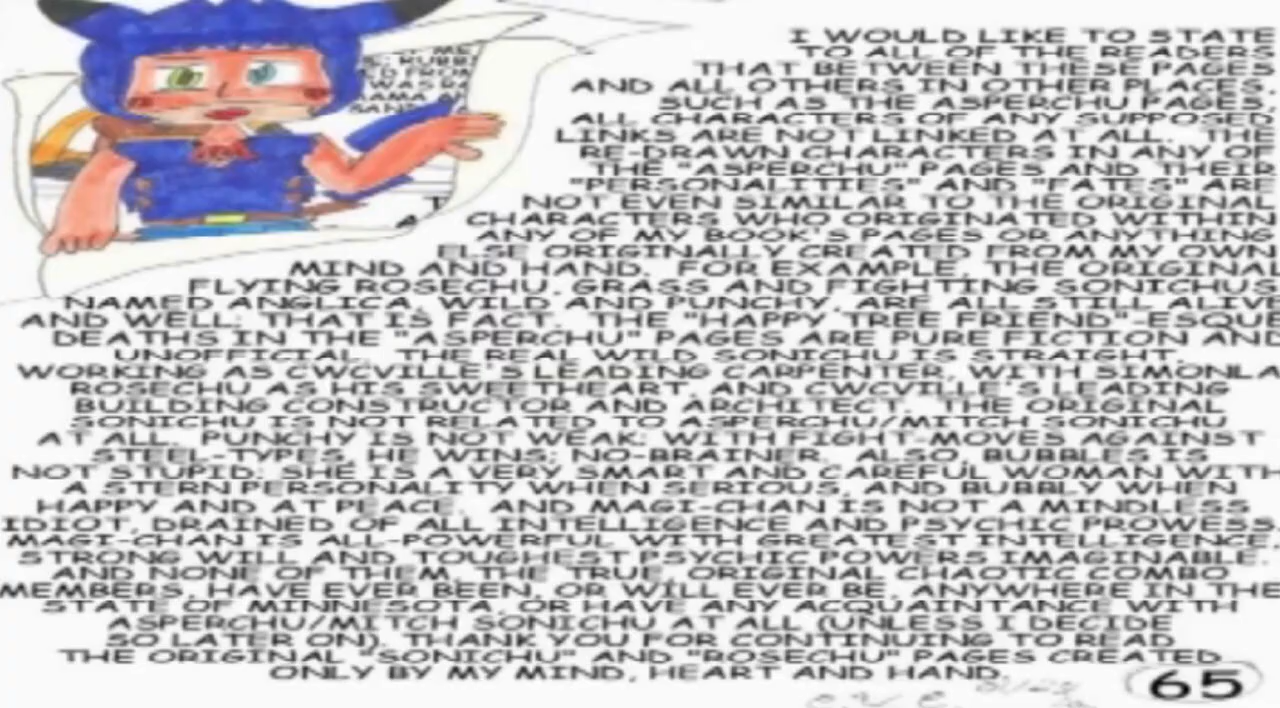 I WOULD LIKE TO STATE
TO ALL OF THE READERS
THAT BETWEEN THESE PAGES
AND ALL OTHERS IN OTHER PLACES,
SUCH AS THE ASPERCHU PAGES,
ALL CHARACTERS OF ANY SUPPOSED
LINKS ARE NOT LINKED AT ALL. THE
RE-DRAWN CHARACTERS IN ANY OF
THE "ASPERCHU" PAGES AND THEIR
"PERSONALITIES" AND "FATES" ARE
NOT EVEN SIMILAR TO THE ORIGINAL
CHARACTERS WHO ORIGINATED WITHIN
ANY OF MY BOOK'S PAGES OR ANYTHING
ELSE ORIGINALLY CREATED FROM MY OWN
MIND AND HAND. FOR EXAMPLE, THE ORIGINAL
FLYING ROSECHU, GRASS AND FIGHTING SONICHUS,
NAMED ANGLICA, WILD, AND PUNCHY, ARE ALL STILL ALIVE
AND WELL; THAT IS FACT. THE "HAPPY TREE FRIEND"-ESQUE
DEATHS IN THE "ASPERCHU" PAGES ARE PURE FICTION AND
UNOFFICIAL. THE REAL WILD SONICHU IS STRAIGHT,
WORKING AS CWCVILLE'S LEADING CARPENTER, WITH SIMONLA
ROSECHU AS HIS SWEETHEART, AND CWCVILLE'S LEADING
BUILDING CONSTRUCTOR AND ARCHITECT. THE ORIGINAL
SONICHU IS NOT RELATED TO ASPERCHU/MITCH SONICHU
AT ALL. PUNCHY IS NOT WEAK; WITH FIGHT-MOVES AGAINST
STEEL-TYPES, HE WINS; NO-BRAINER. ALSO, BUBBLES IS
NOT STUPID; SHE IS A VERY SMART AND CAREFUL WOMAN WITH
A STERN PERSONALITY WHEN SERIOUS, AND BUBBLY WHEN
HAPPY AND AT PEACE. AND MAGI-CHAN IS NOT A MINDLESS
IDIOT, DRAINED OF ALL INTELLIGENCE AND PSYCHIC PROWESS.
MAGI-CHAN IS ALL-POWERFUL WITH GREATEST INTELLIGENCE,
STRONG WILL AND TOUGHEST PSYCHIC POWERS IMAGINABLE.
AND NONE OF THEM, THE TRUE, ORIGINAL CHAOTIC COMBO
MEMBERS, HAVE EVER BEEN, OR WILL EVER BE, ANYWHERE IN THE
STATE OF MINNESOTA, OR HAVE ANY ACQUAINTANCE WITH
ASPERCHU/MITCH SONICHU AT ALL (UNLESS I DECIDE
SO LATER ON). THANK YOU FOR CONTINUING TO READ
THE ORIGINAL "SONICHU" AND "ROSECHU" PAGES CREATED
ONLY BY MY MIND, HEART AND HAND.
65